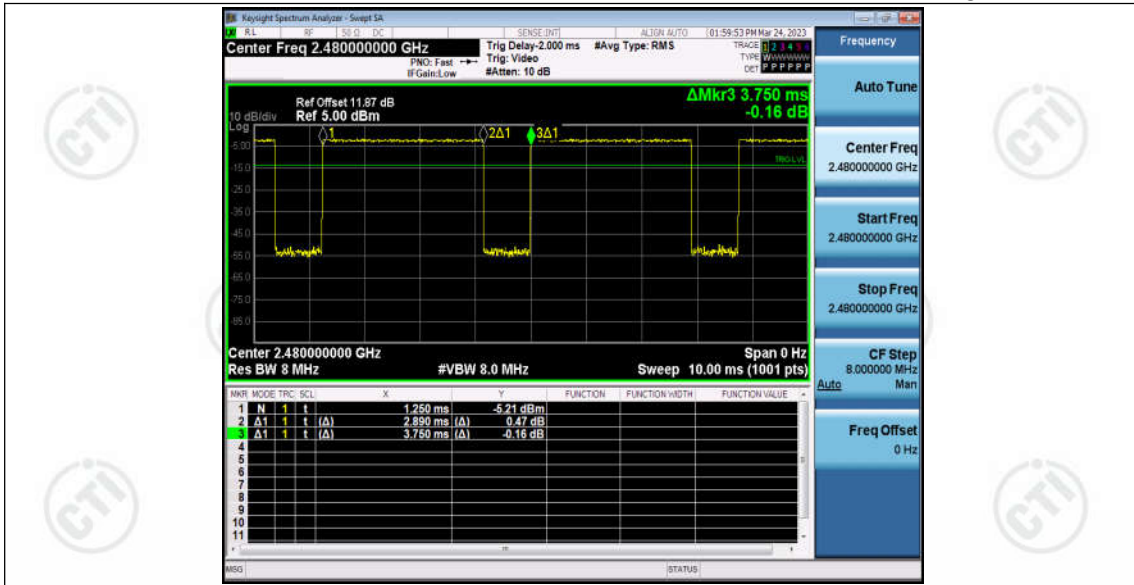 Keysight Spectrum Analyzer - Swept SA
RL RF 50 Ω DC SENSE:INT ALIGN AUTO 01:59:53 PM Mar 24, 2023
Center Freq 2.480000000 GHz Trig Delay-2.000 ms #Avg Type: RMS TRACE 1 2 3 4 5 6
PNO: Fast Trig: Video TYPE WWWWWW
IFGain:Low #Atten: 10 dB DET P P P P P P
Frequency
Auto Tune
ΔMkr3 3.750 ms
Ref Offset 11.87 dB
10 dB/div Ref 5.00 dBm -0.16 dB
Log
1 2Δ1 3Δ1
-5.00
TRIG LVL
-15.0
-25.0
-35.0
-45.0
-55.0
-65.0
-75.0
-85.0
Center 2.480000000 GHz Span 0 Hz
Res BW 8 MHz #VBW 8.0 MHz Sweep 10.00 ms (1001 pts)
Center Freq
2.480000000 GHz
Start Freq
2.480000000 GHz
Stop Freq
2.480000000 GHz
CF Step
8.000000 MHz
Auto Man
Freq Offset
0 Hz
MKR MODE TRC SCL X Y FUNCTION FUNCTION WIDTH FUNCTION VALUE
1 N 1 t 1.250 ms -5.21 dBm
2 Δ1 1 t (Δ) 2.890 ms (Δ) 0.47 dB
3 Δ1 1 t (Δ) 3.750 ms (Δ) -0.16 dB
4
5
6
7
8
9
10
11
MSG STATUS
CTI
CTI
CTI
CTI